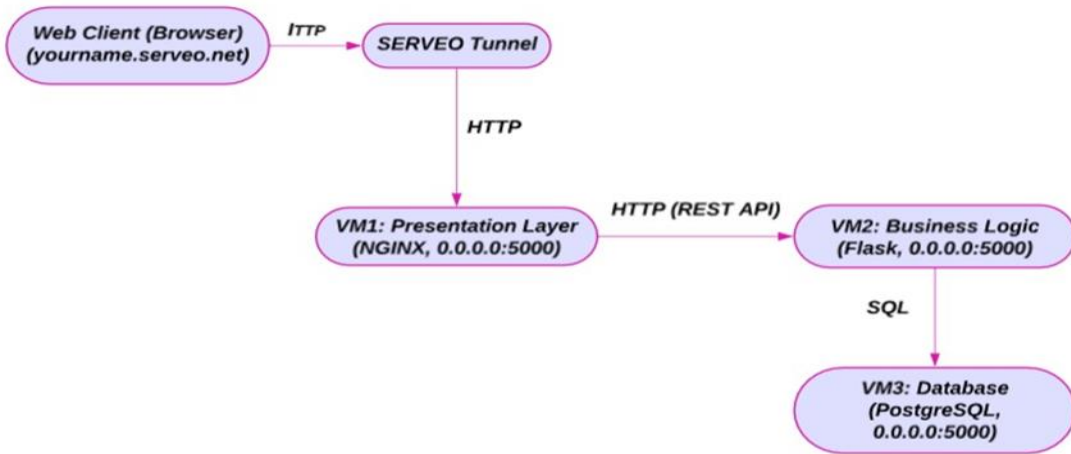 Web Client (Browser)
(yourname.serveo.net)
ITTP
SERVEO Tunnel
HTTP
VM1: Presentation Layer
(NGINX, 0.0.0.0:5000)
HTTP (REST API)
VM2: Business Logic
(Flask, 0.0.0.0:5000)
SQL
VM3: Database
(PostgreSQL,
0.0.0.0:5000)